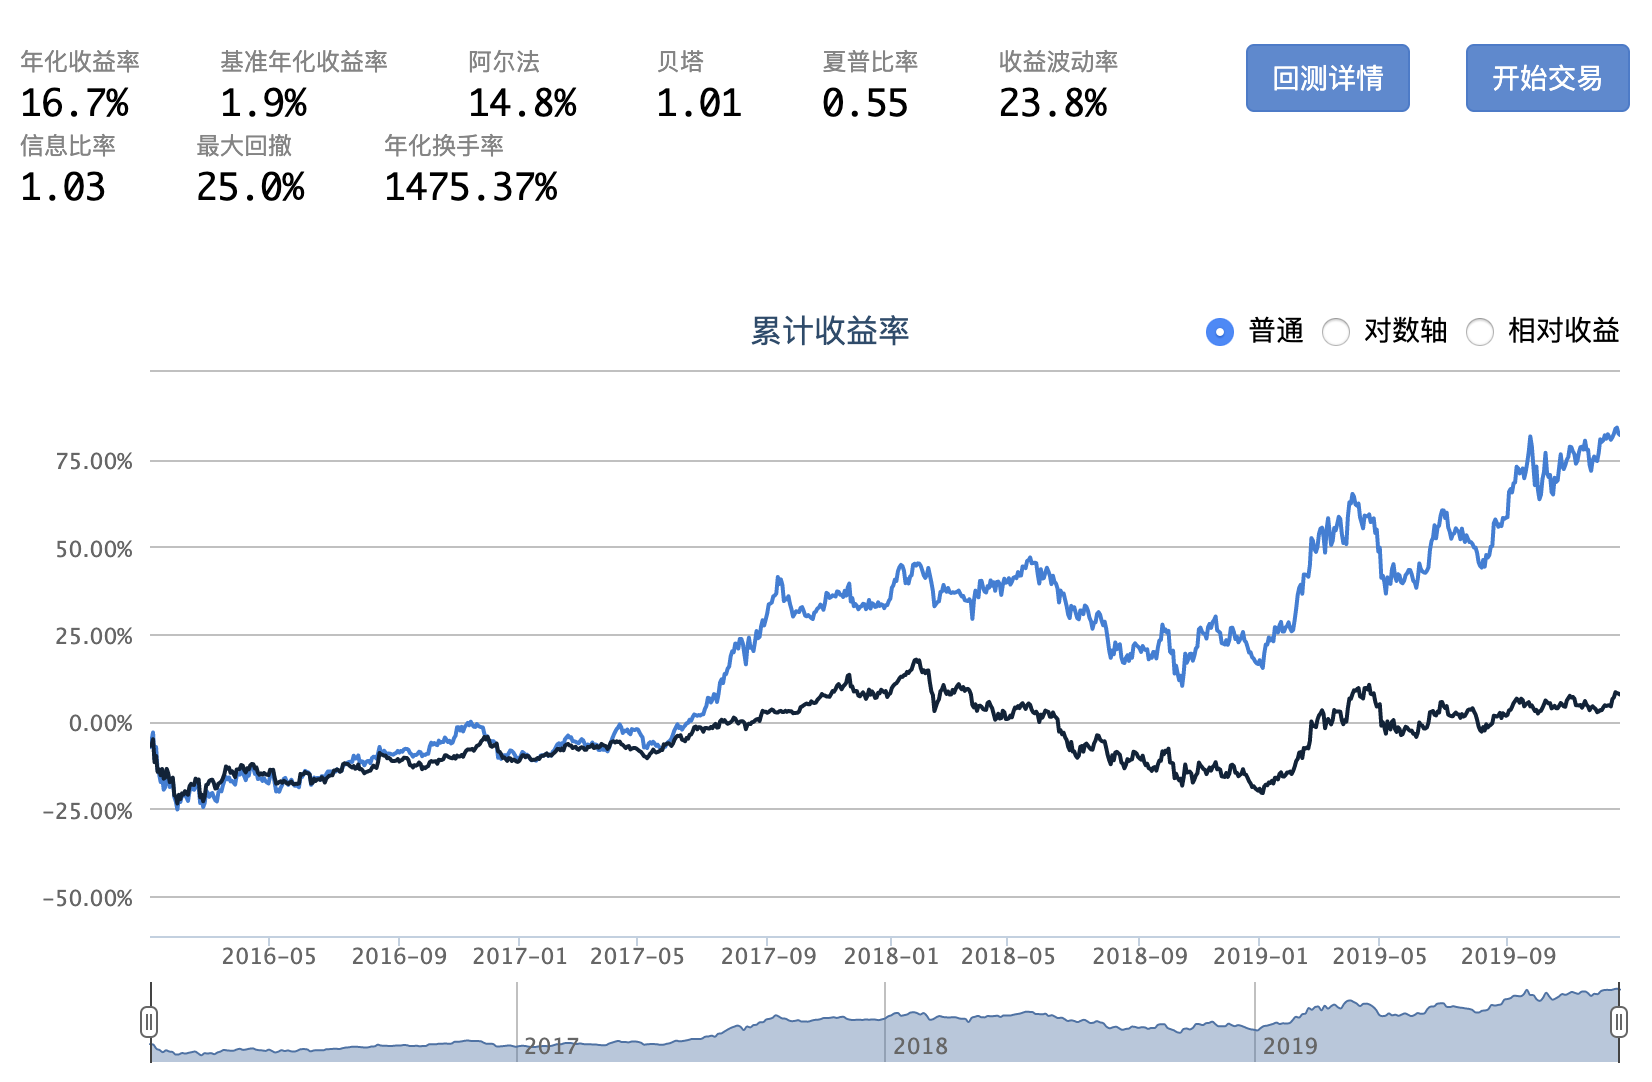 年化收益率 基准年化收益率 阿尔法 贝塔 夏普比率 收益波动率
16.7% 1.9% 14.8% 1.01 0.55 23.8%
回测详情 开始交易
信息比率 最大回撤 年化换手率
1.03 25.0% 1475.37%
累计收益率
普通 对数轴 相对收益
75.00%
50.00%
25.00%
0.00%
-25.00%
-50.00%
2016-05 2016-09 2017-01 2017-05 2017-09 2018-01 2018-05 2018-09 2019-01 2019-05 2019-09
2017 2018 2019